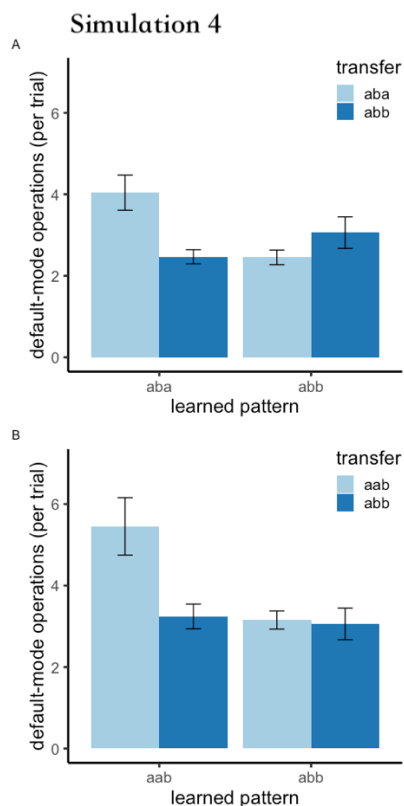 Simulation 4
A
transfer
aba
abb
default-mode operations (per trial)
6
4
2
0
aba abb
learned pattern
B
transfer
aab
abb
default-mode operations (per trial)
6
4
2
0
aab abb
learned pattern